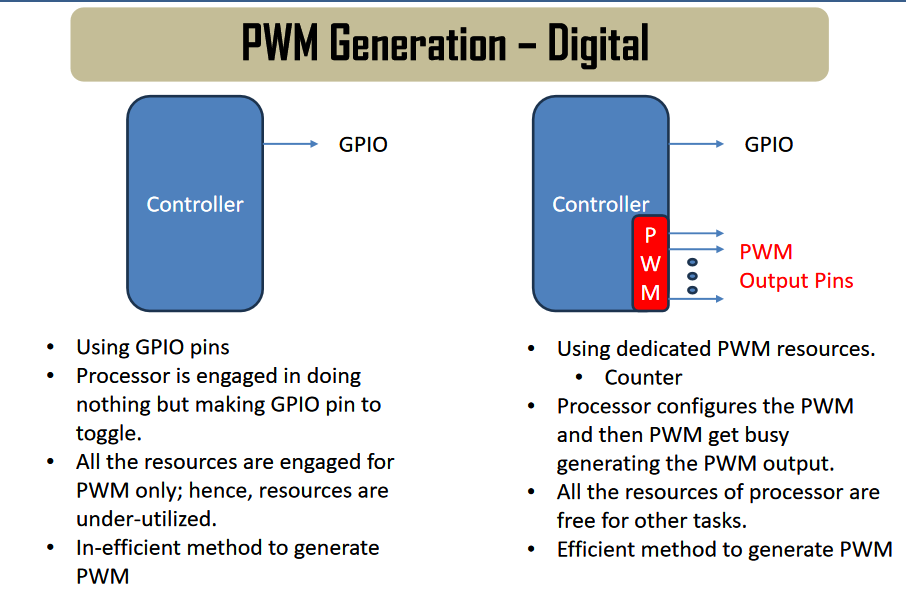 PWM Generation – Digital
Controller
GPIO
Controller
GPIO
P
W
M
PWM
Output Pins
• Using GPIO pins
• Processor is engaged in doing
nothing but making GPIO pin to
toggle.
• All the resources are engaged for
PWM only; hence, resources are
under-utilized.
• In-efficient method to generate
PWM
• Using dedicated PWM resources.
• Counter
• Processor configures the PWM
and then PWM get busy
generating the PWM output.
• All the resources of processor are
free for other tasks.
• Efficient method to generate PWM